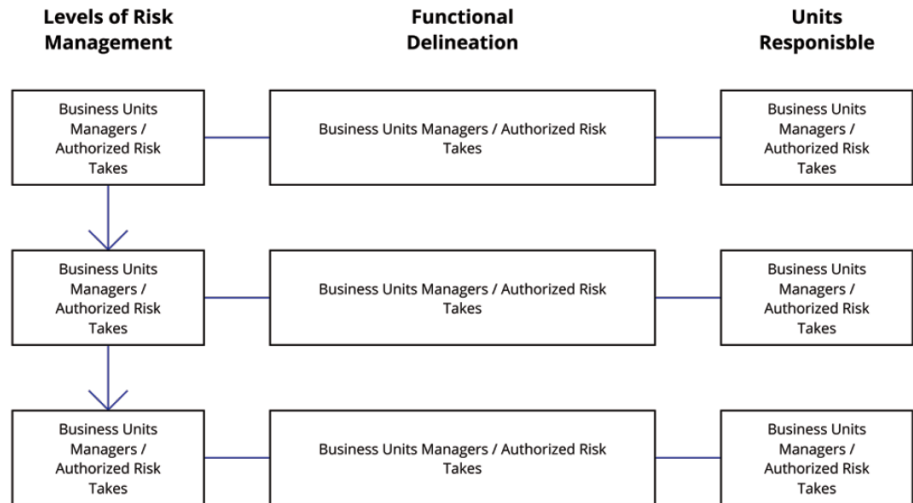 Levels of Risk
Management
Functional
Delineation
Units
Responisble
Business Units
Managers /
Authorized Risk
Takes
Business Units Managers / Authorized Risk
Takes
Business Units
Managers /
Authorized Risk
Takes
Business Units
Managers /
Authorized Risk
Takes
Business Units Managers / Authorized Risk
Takes
Business Units
Managers /
Authorized Risk
Takes
Business Units
Managers /
Authorized Risk
Takes
Business Units Managers / Authorized Risk
Takes
Business Units
Managers /
Authorized Risk
Takes